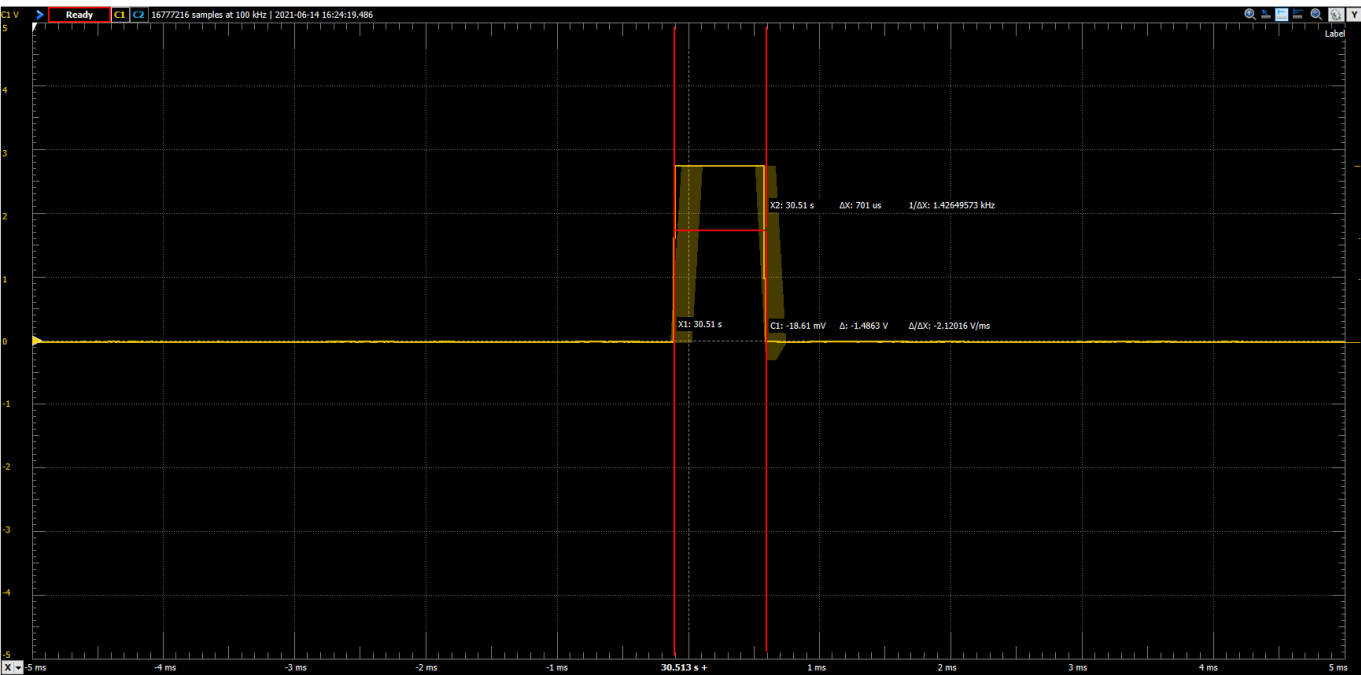 C1 V Ready C1 C2 16777216 samples at 100 kHz | 2021-06-14 16:24:19.486 Y
Label
5
4
3
2
1
0
-1
-2
-3
-4
-5
X2: 30.51 s ΔX: 701 us 1/ΔX: 1.42649573 kHz
X1: 30.51 s
C1: -18.61 mV Δ: -1.4863 V Δ/ΔX: -2.12016 V/ms
X -5 ms -4 ms -3 ms -2 ms -1 ms 30.513 s + 1 ms 2 ms 3 ms 4 ms 5 ms